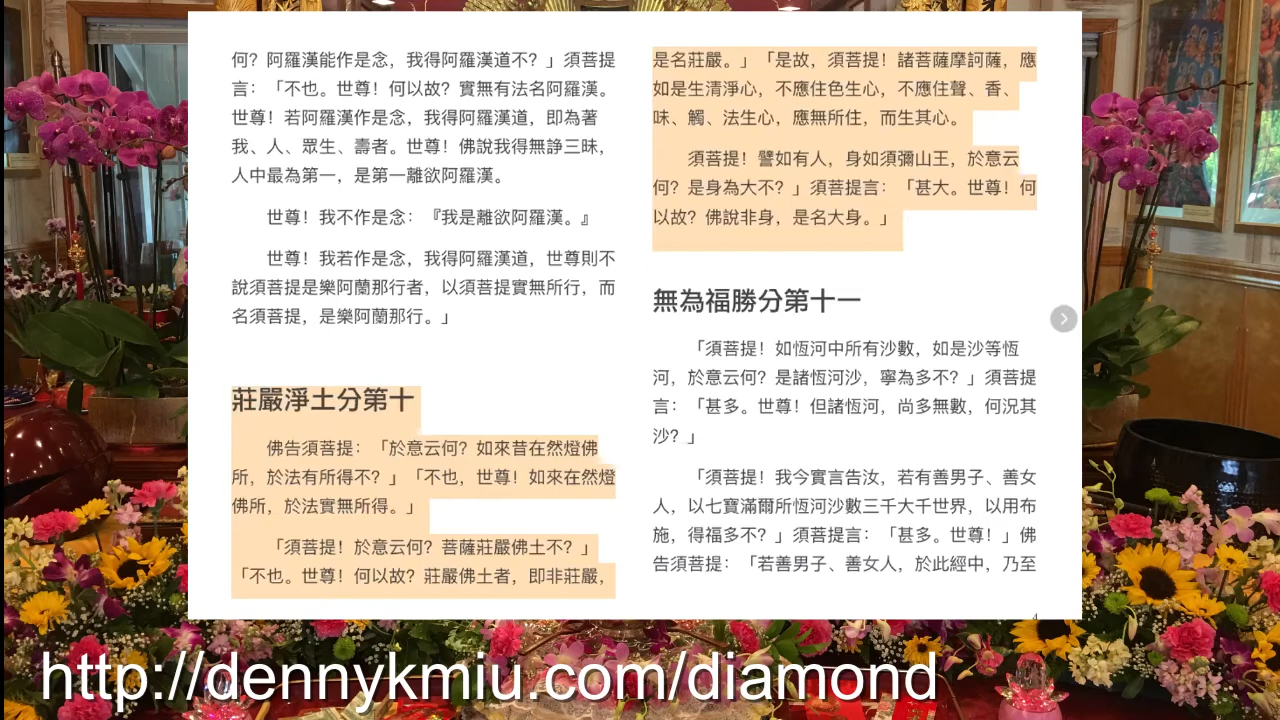 何？阿羅漢能作是念，我得阿羅漢道不？」須菩提
言：「不也。世尊！何以故？實無有法名阿羅漢。
世尊！若阿羅漢作是念，我得阿羅漢道，即為著
我、人、眾生、壽者。世尊！佛說我得無諍三昧，
人中最為第一，是第一離欲阿羅漢。
世尊！我不作是念：『我是離欲阿羅漢。』
世尊！我若作是念，我得阿羅漢道，世尊則不
說須菩提是樂阿蘭那行者，以須菩提實無所行，而
名須菩提，是樂阿蘭那行。」
莊嚴淨土分第十
佛告須菩提：「於意云何？如來昔在然燈佛
所，於法有所得不？」「不也，世尊！如來在然燈
佛所，於法實無所得。」
「須菩提！於意云何？菩薩莊嚴佛土不？」
「不也。世尊！何以故？莊嚴佛土者，即非莊嚴，
是名莊嚴。」「是故，須菩提！諸菩薩摩訶薩，應
如是生清淨心，不應住色生心，不應住聲、香、
味、觸、法生心，應無所住，而生其心。
須菩提！譬如有人，身如須彌山王，於意云
何？是身為大不？」須菩提言：「甚大。世尊！何
以故？佛說非身，是名大身。」
無為福勝分第十一
「須菩提！如恆河中所有沙數，如是沙等恆
河，於意云何？是諸恆河沙，寧為多不？」須菩提
言：「甚多。世尊！但諸恆河，尚多無數，何況其
沙？」
「須菩提！我今實言告汝，若有善男子、善女
人，以七寶滿爾所恆河沙數三千大千世界，以用布
施，得福多不？」須菩提言：「甚多。世尊！」佛
告須菩提：「若善男子、善女人，於此經中，乃至
http://dennykmiu.com/diamond